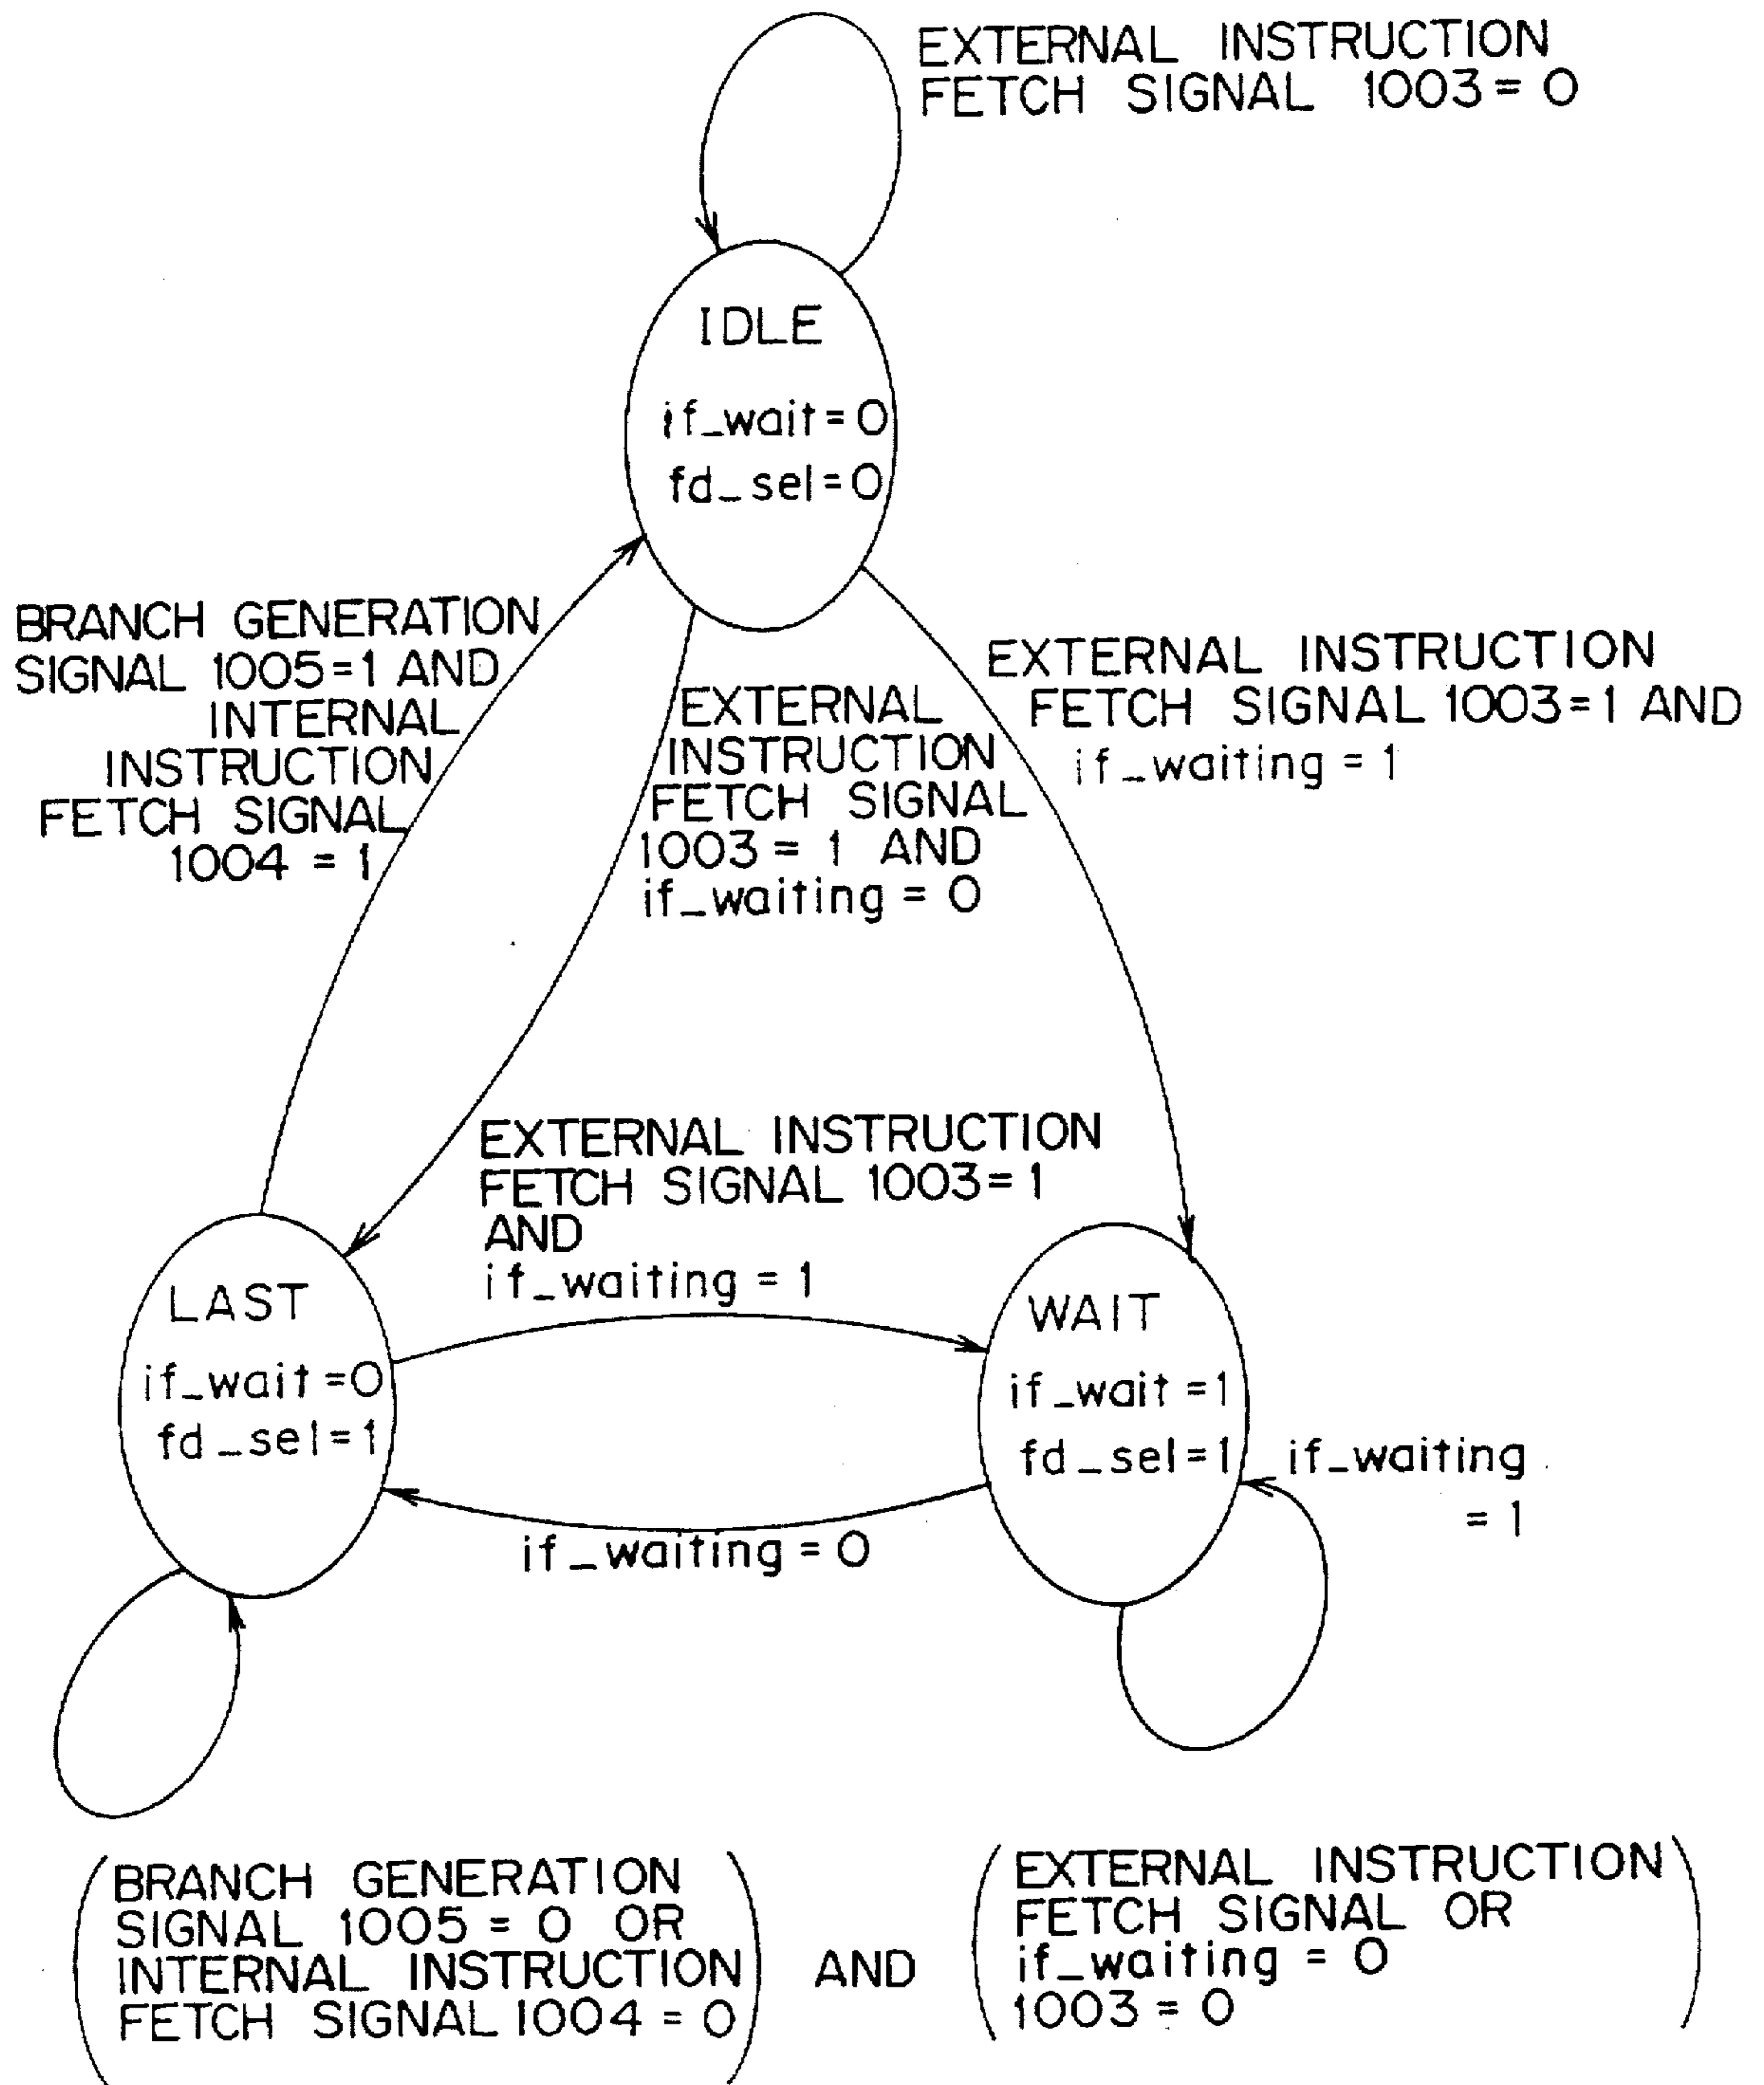 EXTERNAL INSTRUCTION
FETCH SIGNAL 1003 = 0
IDLE
if_wait = 0
fd_sel = 0
BRANCH GENERATION
SIGNAL 1005 = 1 AND
INTERNAL
INSTRUCTION
FETCH SIGNAL
1004 = 1
EXTERNAL
INSTRUCTION
FETCH SIGNAL
1003 = 1 AND
if_waiting = 0
EXTERNAL INSTRUCTION
FETCH SIGNAL 1003 = 1 AND
if_waiting = 1
EXTERNAL INSTRUCTION
FETCH SIGNAL 1003 = 1
AND
if_waiting = 1
LAST
if_wait = 0
fd_sel = 1
WAIT
if_wait = 1
fd_sel = 1
if_waiting
= 1
if_waiting = 0
(BRANCH GENERATION
SIGNAL 1005 = 0 OR
INTERNAL INSTRUCTION
FETCH SIGNAL 1004 = 0)
AND
(EXTERNAL INSTRUCTION
FETCH SIGNAL OR
if_waiting = 0
1003 = 0)